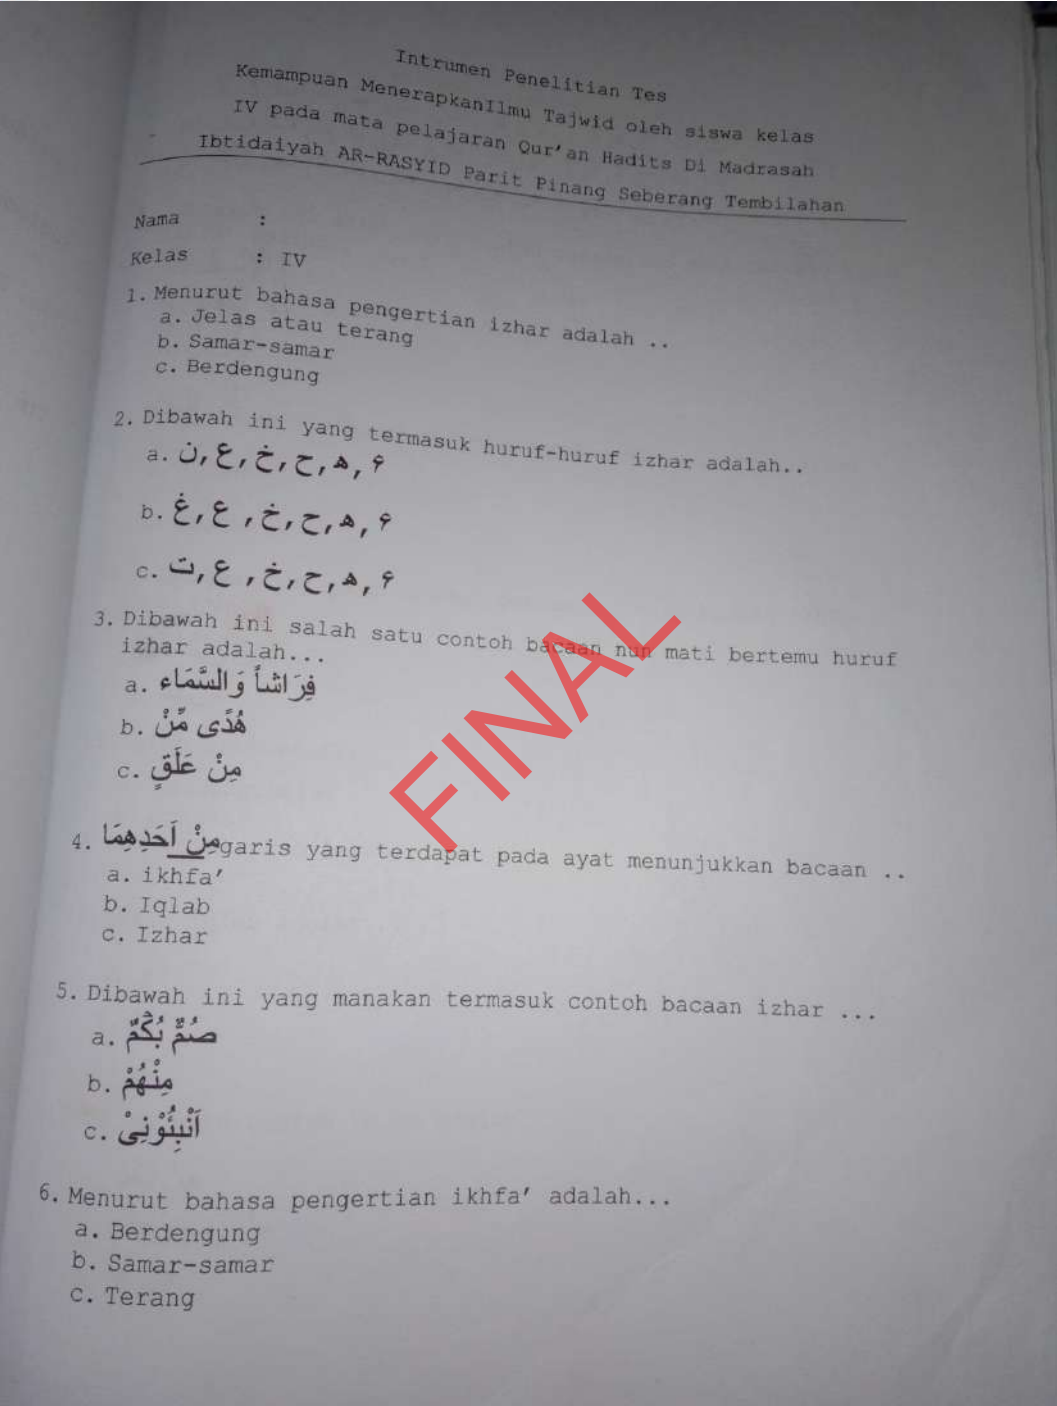 Intrumen Penelitian Tes
Kemampuan MenerapkanIlmu Tajwid oleh siswa kelas
IV pada mata pelajaran Qur'an Hadits Di Madrasah
Ibtidaiyah AR-RASYID Parit Pinang Seberang Tembilahan
Nama :
Kelas : IV
1. Menurut bahasa pengertian izhar adalah ..
a. Jelas atau terang
b. Samar-samar
c. Berdengung
2. Dibawah ini yang termasuk huruf-huruf izhar adalah..
a. ء , ه , ح , خ , ع , ن
b. ء , ه , ح , خ , ع , غ
c. ء , ه , ح , خ , ع , ت
3. Dibawah ini salah satu contoh bacaan nun mati bertemu huruf
izhar adalah...
a. فِرَاشاً وَالسَّمَاء
b. هُدًى مِّنْ
c. مِنْ عَلَقٍ
4. مِنْ اَحَدِهِمَا garis yang terdapat pada ayat menunjukkan bacaan ..
a. ikhfa'
b. Iqlab
c. Izhar
5. Dibawah ini yang manakan termasuk contoh bacaan izhar ...
a. صُمٌّ بُكْمٌ
b. مِنْهُمْ
c. اَنْبِئُوْنِىْ
6. Menurut bahasa pengertian ikhfa' adalah...
a. Berdengung
b. Samar-samar
c. Terang
FINAL